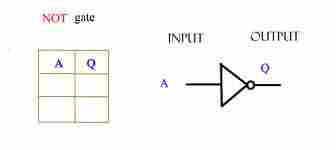 NOT gate
INPUT OUTPUT
A Q
A Q